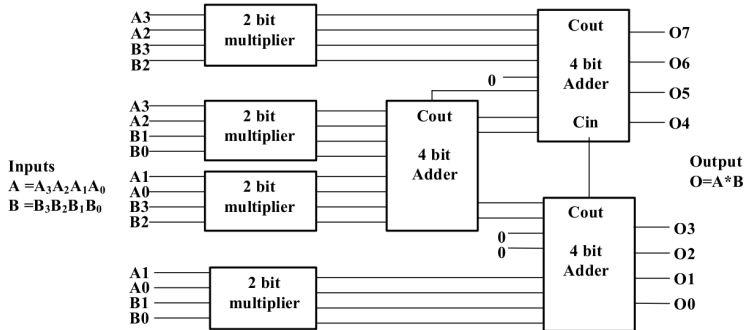 A3
A2
B3
B2
2 bit
multiplier
Cout
4 bit
Adder
Cin
0
O7
O6
O5
O4
A3
A2
B1
B0
2 bit
multiplier
Cout
4 bit
Adder
Inputs
A =A₃A₂A₁A₀
B =B₃B₂B₁B₀
A1
A0
B3
B2
2 bit
multiplier
Output
O=A*B
0
0
Cout
4 bit
Adder
O3
O2
O1
O0
A1
A0
B1
B0
2 bit
multiplier